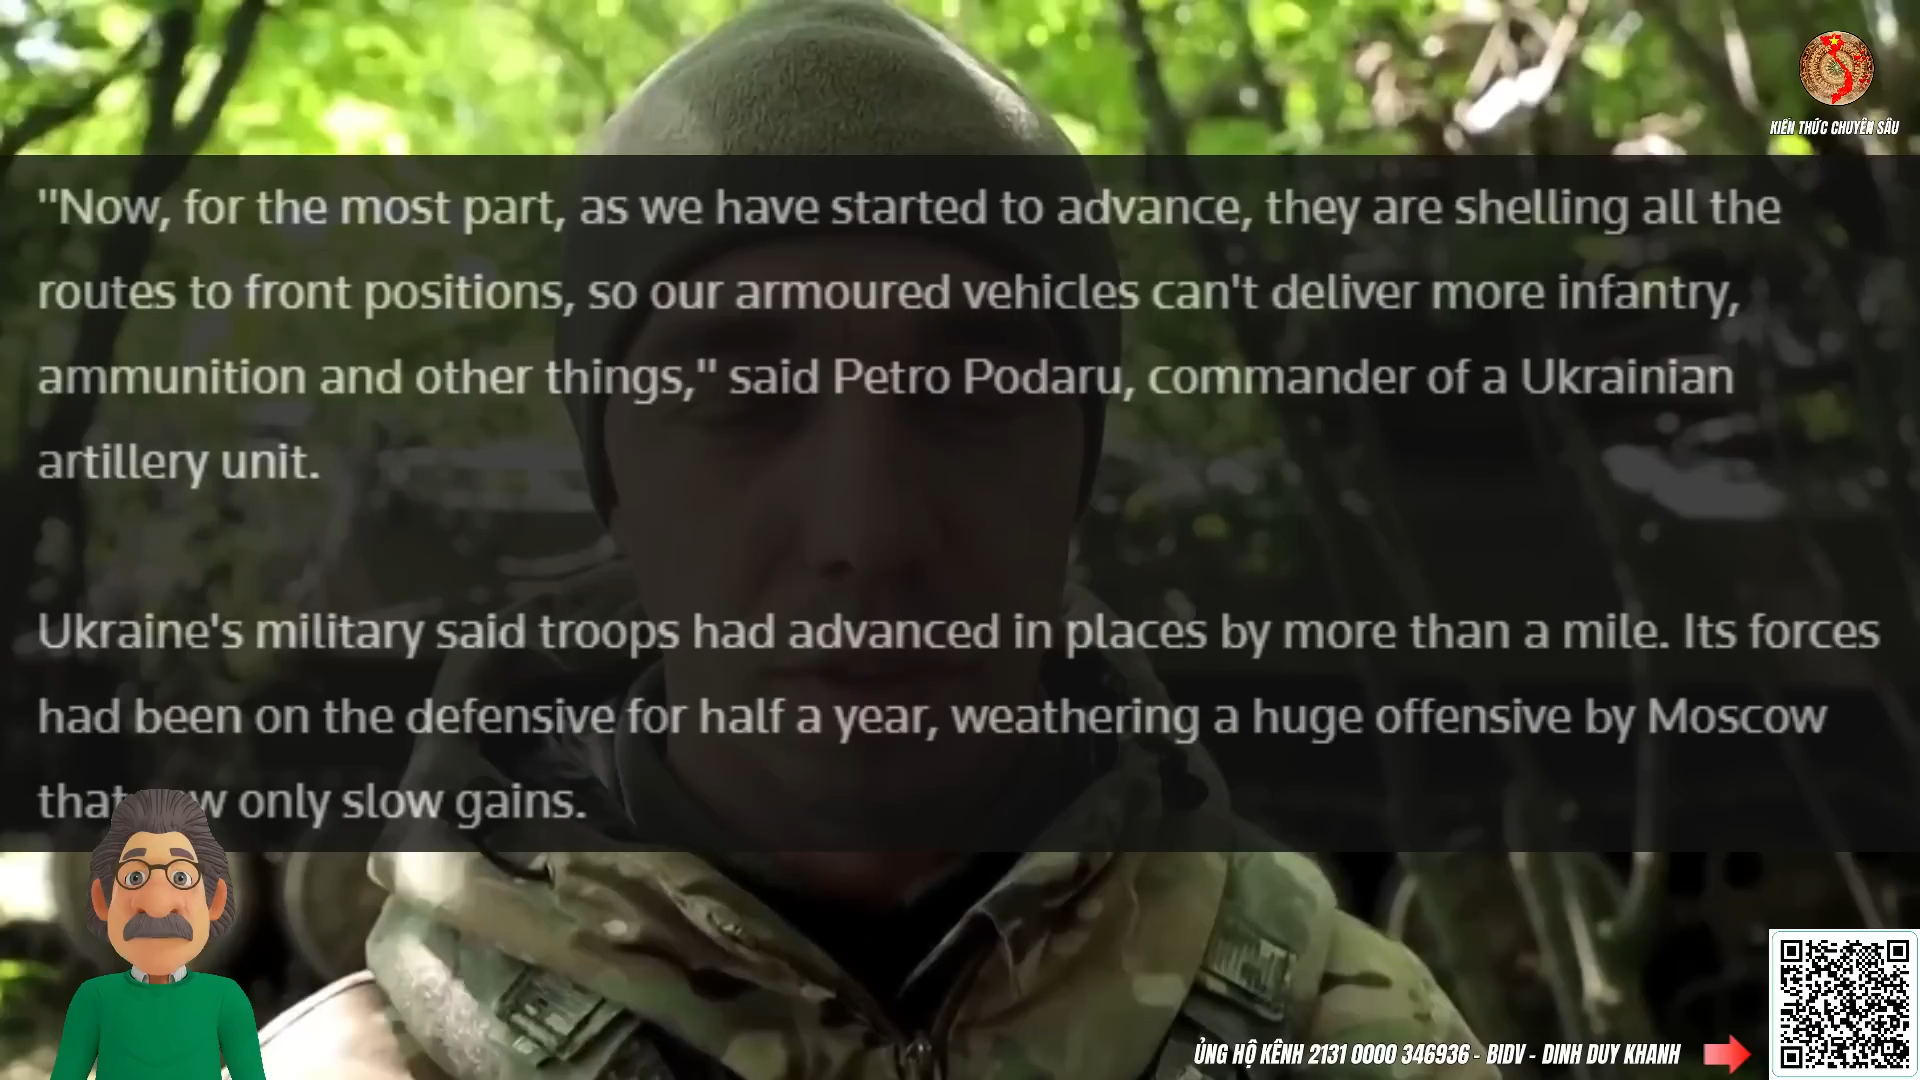 KIẾN THỨC CHUYÊN SÂU
"Now, for the most part, as we have started to advance, they are shelling all the
routes to front positions, so our armoured vehicles can't deliver more infantry,
ammunition and other things," said Petro Podaru, commander of a Ukrainian
artillery unit.
Ukraine's military said troops had advanced in places by more than a mile. Its forces
had been on the defensive for half a year, weathering a huge offensive by Moscow
that only slow gains.
ỦNG HỘ KÊNH 2131 0000 346936 - BIDV - DINH DUY KHANH